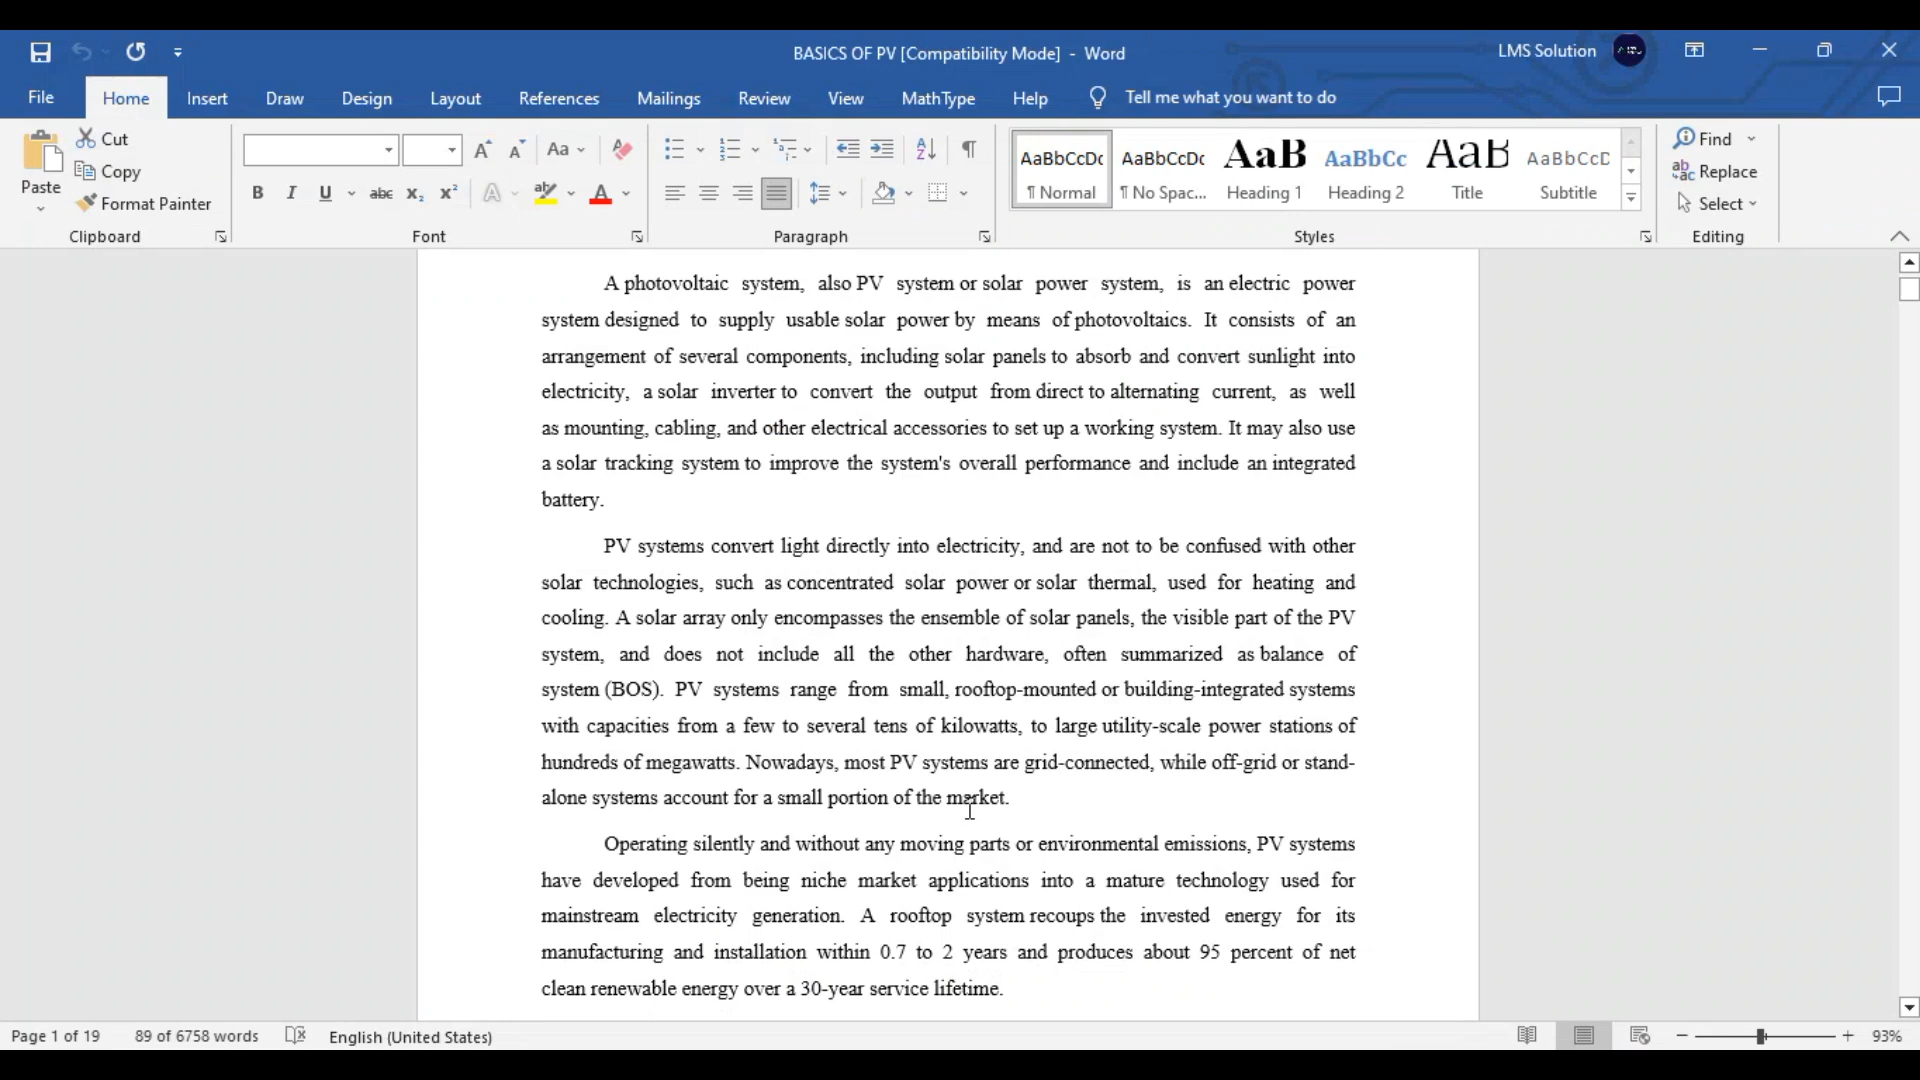 BASICS OF PV [Compatibility Mode] - Word
LMS Solution
File Home Insert Draw Design Layout References Mailings Review View MathType Help Tell me what you want to do
Paste
Cut
Copy
Format Painter
Clipboard
Aa
B I U abc x₂ x² A A
Font
Paragraph
AaBbCcDc
¶ Normal
AaBbCcDc
¶ No Spac...
AaB
Heading 1
AaBbCc
Heading 2
AaB
Title
AaBbCcD
Subtitle
Styles
Find
Replace
Select
Editing
A photovoltaic system, also PV system or solar power system, is an electric power
system designed to supply usable solar power by means of photovoltaics. It consists of an
arrangement of several components, including solar panels to absorb and convert sunlight into
electricity, a solar inverter to convert the output from direct to alternating current, as well
as mounting, cabling, and other electrical accessories to set up a working system. It may also use
a solar tracking system to improve the system's overall performance and include an integrated
battery.
PV systems convert light directly into electricity, and are not to be confused with other
solar technologies, such as concentrated solar power or solar thermal, used for heating and
cooling. A solar array only encompasses the ensemble of solar panels, the visible part of the PV
system, and does not include all the other hardware, often summarized as balance of
system (BOS). PV systems range from small, rooftop-mounted or building-integrated systems
with capacities from a few to several tens of kilowatts, to large utility-scale power stations of
hundreds of megawatts. Nowadays, most PV systems are grid-connected, while off-grid or stand-
alone systems account for a small portion of the market.
Operating silently and without any moving parts or environmental emissions, PV systems
have developed from being niche market applications into a mature technology used for
mainstream electricity generation. A rooftop system recoups the invested energy for its
manufacturing and installation within 0.7 to 2 years and produces about 95 percent of net
clean renewable energy over a 30-year service lifetime.
Page 1 of 19 89 of 6758 words English (United States) 93%